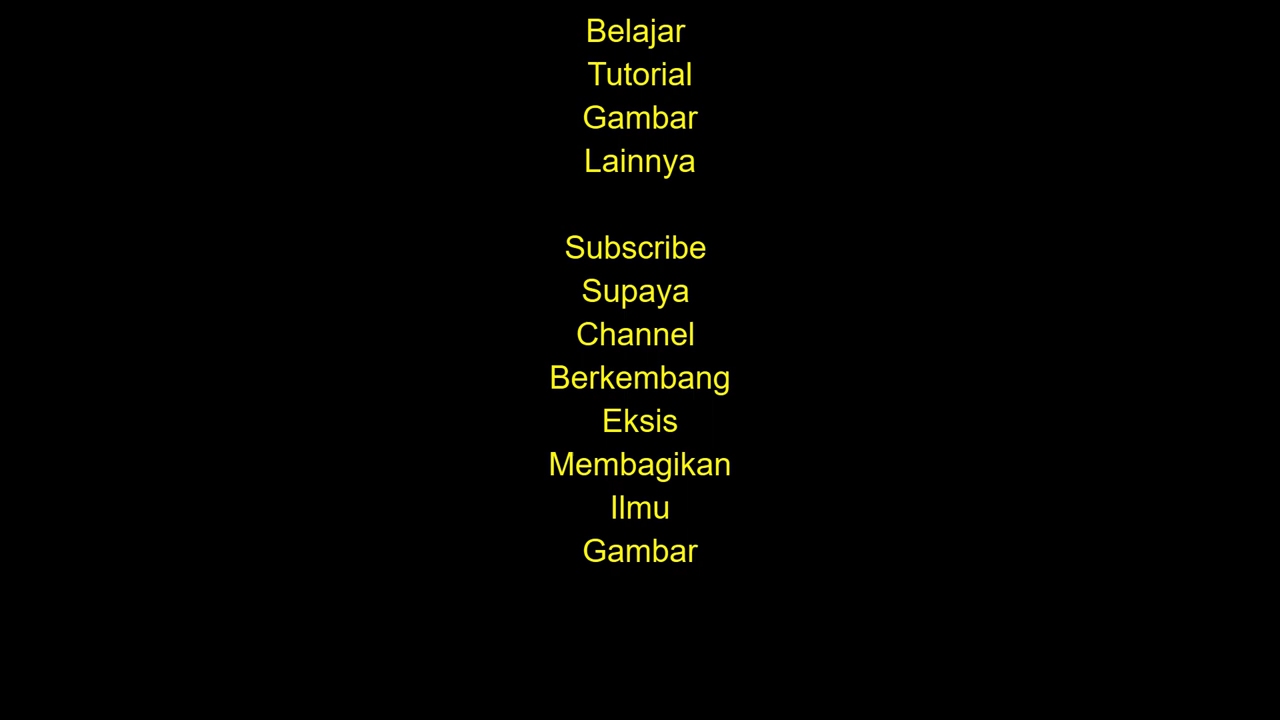 Belajar
Tutorial
Gambar
Lainnya
Subscribe
Supaya
Channel
Berkembang
Eksis
Membagikan
Ilmu
Gambar